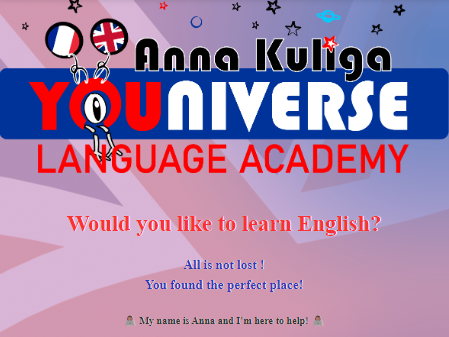 Anna Kuliga
YOUNIVERSE
LANGUAGE ACADEMY
Would you like to learn English?
All is not lost !
You found the perfect place!
My name is Anna and I'm here to help!